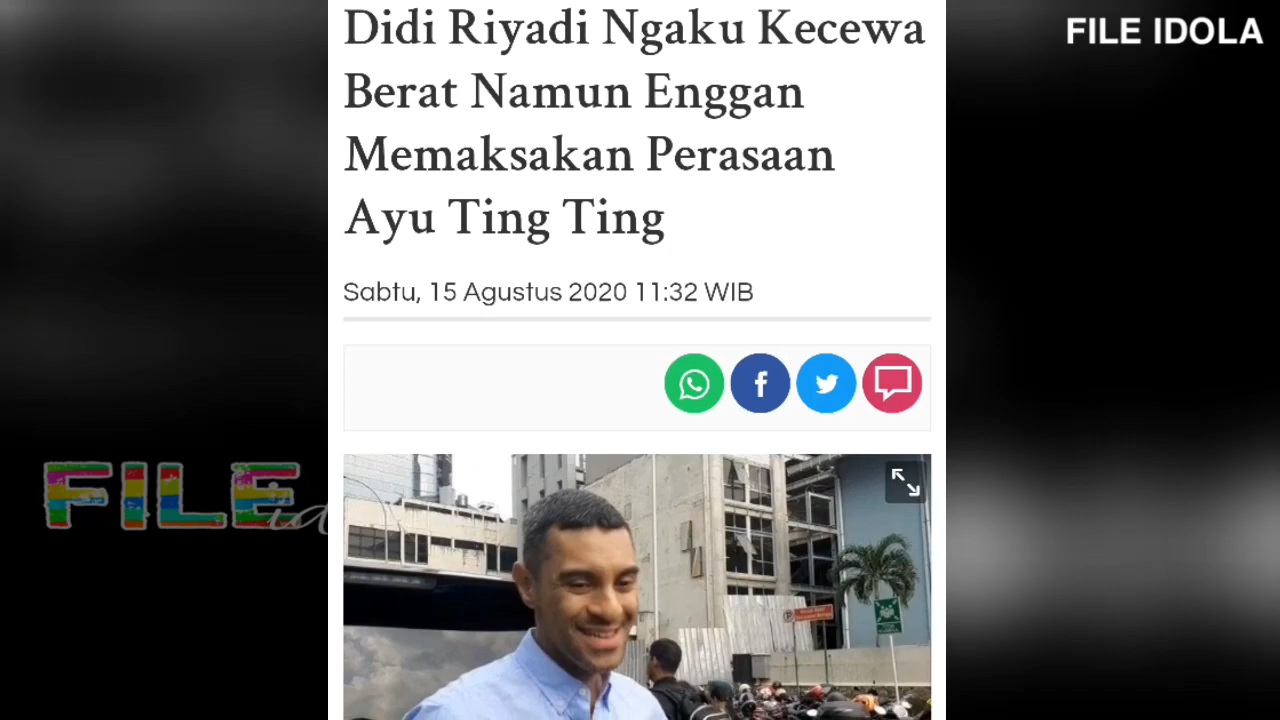 FILE IDOLA
Didi Riyadi Ngaku Kecewa
Berat Namun Enggan
Memaksakan Perasaan
Ayu Ting Ting
Sabtu, 15 Agustus 2020 11:32 WIB
FILE
id